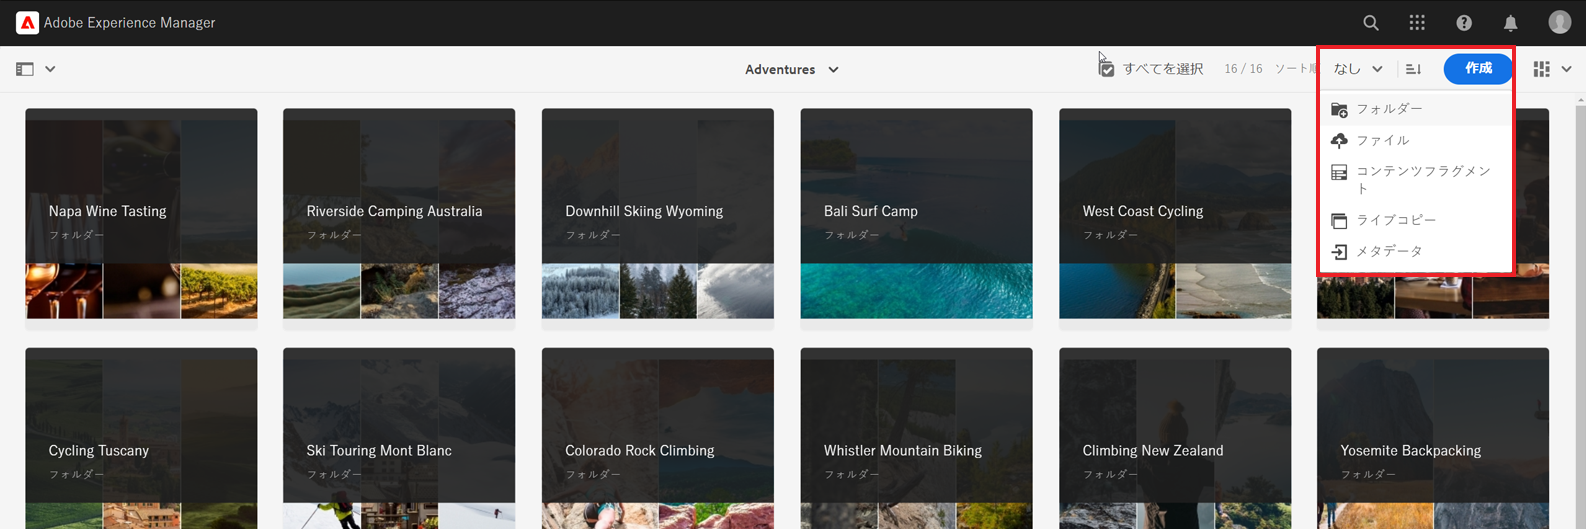 Adobe Experience Manager
Adventures
すべてを選択 16 / 16 ソート順 なし 作成
フォルダー
ファイル
コンテンツフラグメン
ト
ライブコピー
メタデータ
Napa Wine Tasting
フォルダー
Riverside Camping Australia
フォルダー
Downhill Skiing Wyoming
フォルダー
Bali Surf Camp
フォルダー
West Coast Cycling
フォルダー
Cycling Tuscany
フォルダー
Ski Touring Mont Blanc
フォルダー
Colorado Rock Climbing
フォルダー
Whistler Mountain Biking
フォルダー
Climbing New Zealand
フォルダー
Yosemite Backpacking
フォルダー